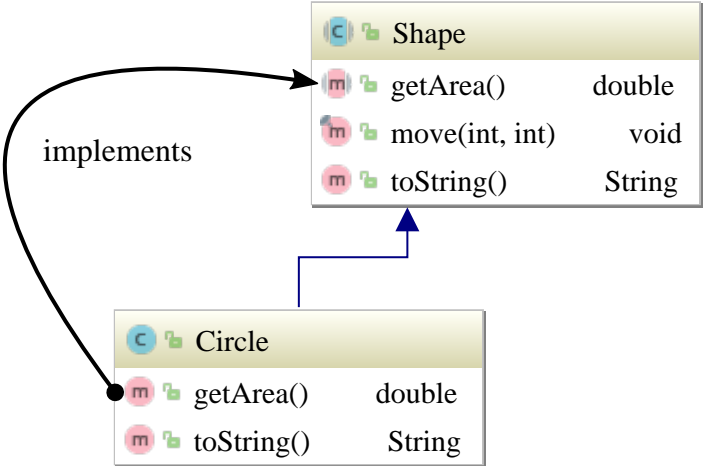 C Shape
m getArea() double
m move(int, int) void
m toString() String
implements
C Circle
m getArea() double
m toString() String